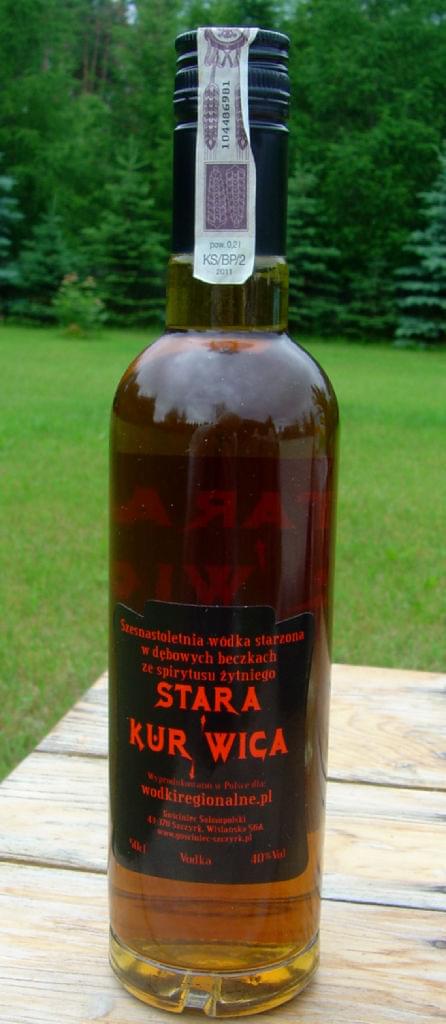 104486981
pow. 0,2 l
KS/BP/2
2011
Szesnastoletnia wódka starzona
w dębowych beczkach
ze spirytusu żytniego
STARA
KUR WICA
Wyprodukowano w Polsce dla:
wodkiregionalne.pl
Gościniec Salmopolski
43-370 Szczyrk, Wiślańska 56A
www.gosciniec-szczyrk.pl
50cl Vodka 40%Vol